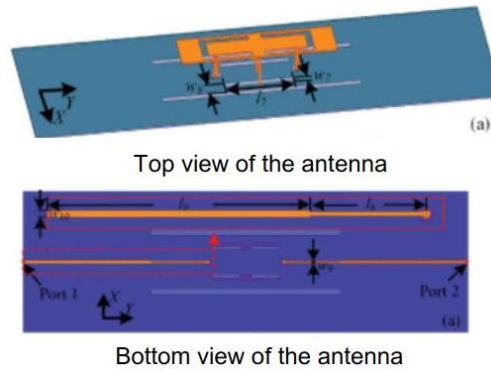 w₈
w₇
l₇
X
Y
(a)
Top view of the antenna
l₉
w₁₀
Port 1
X
Y
w₉
Port 2
(a)
Bottom view of the antenna